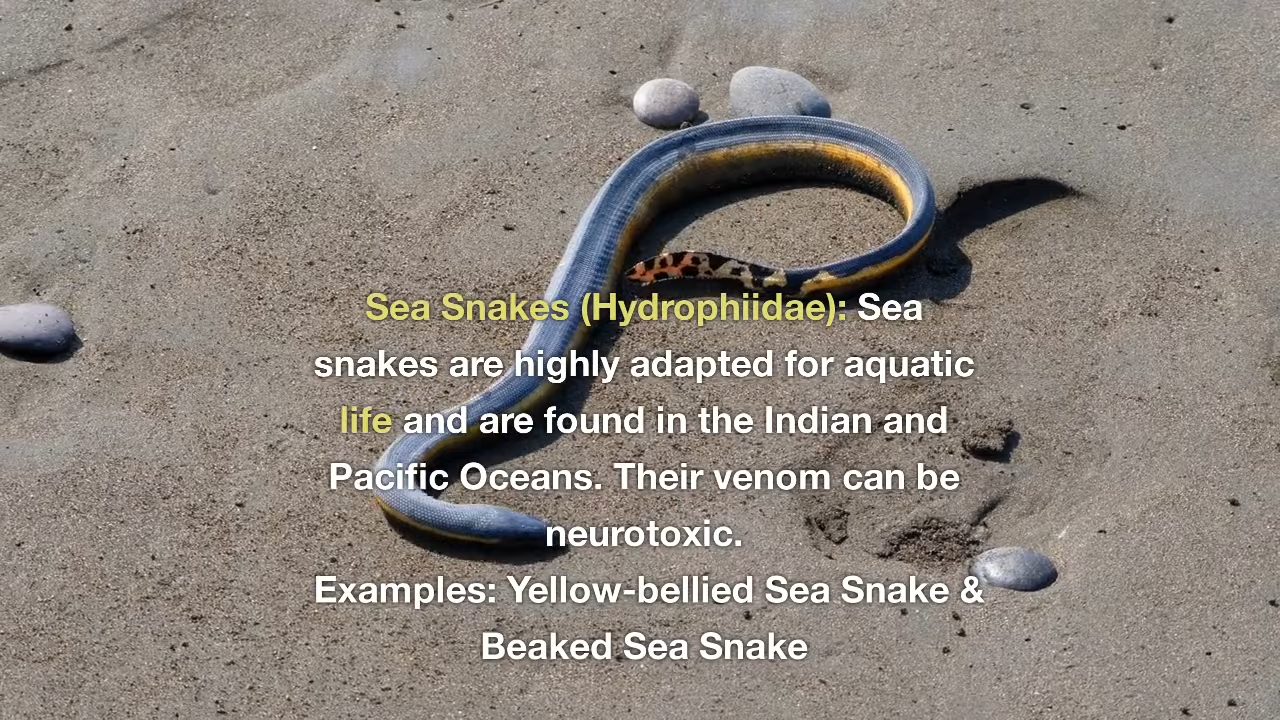 Sea Snakes (Hydrophiidae): Sea
snakes are highly adapted for aquatic
life and are found in the Indian and
Pacific Oceans. Their venom can be
neurotoxic.
Examples: Yellow-bellied Sea Snake &
Beaked Sea Snake